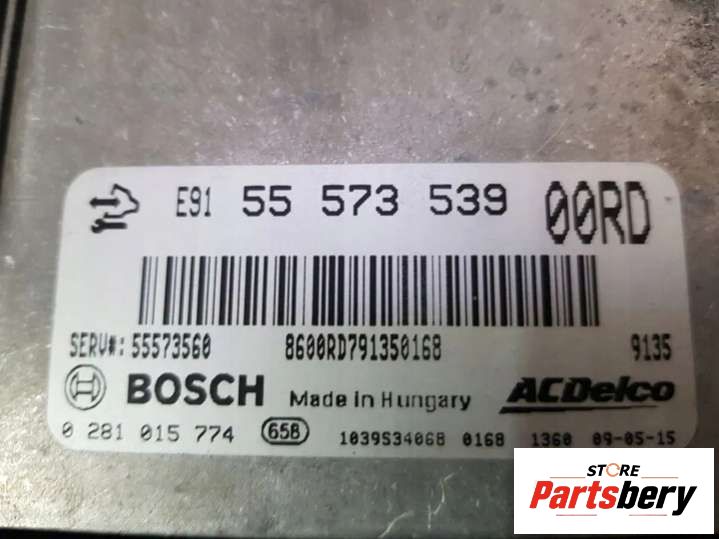 E91 55 573 539 00RD
SERV#: 55573560 8600RD791350168 9135
BOSCH Made in Hungary ACDelco
0 281 015 774 658 1039S34068 0168 1360 09-05-15
STORE
Partsbery